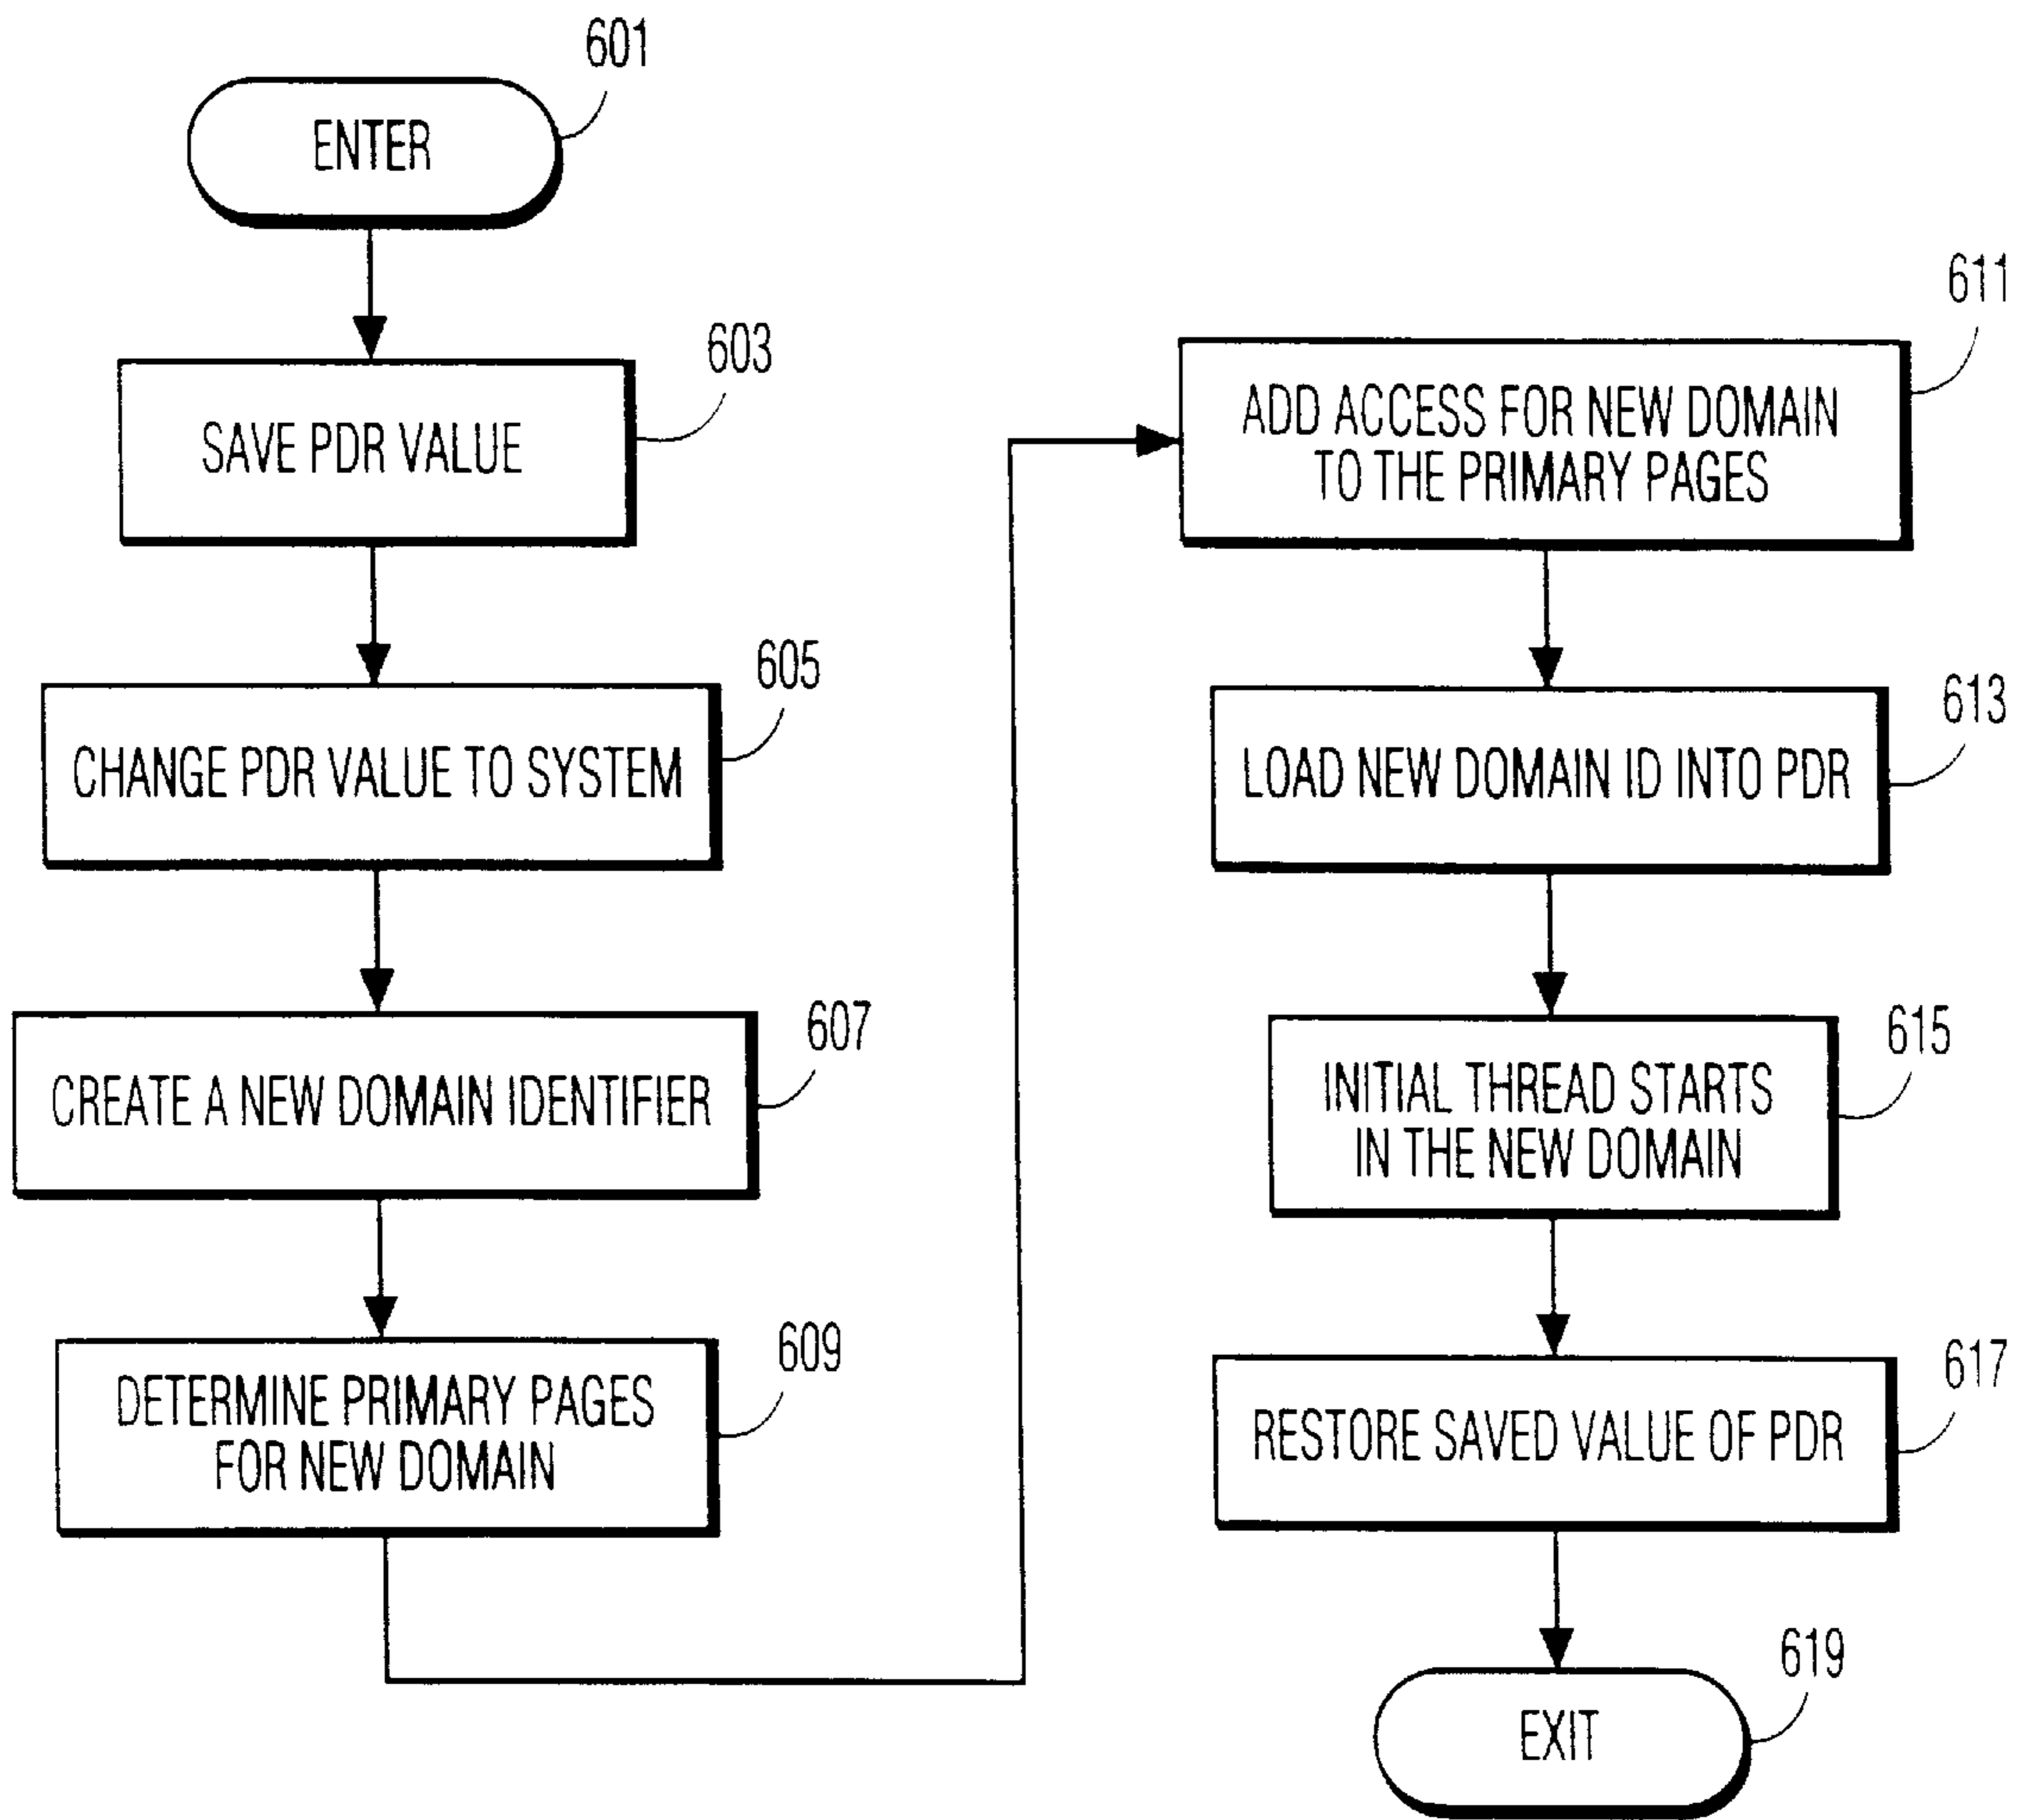 601
ENTER
603
SAVE PDR VALUE
605
CHANGE PDR VALUE TO SYSTEM
607
CREATE A NEW DOMAIN IDENTIFIER
609
DETERMINE PRIMARY PAGES
FOR NEW DOMAIN
611
ADD ACCESS FOR NEW DOMAIN
TO THE PRIMARY PAGES
613
LOAD NEW DOMAIN ID INTO PDR
615
INITIAL THREAD STARTS
IN THE NEW DOMAIN
617
RESTORE SAVED VALUE OF PDR
619
EXIT